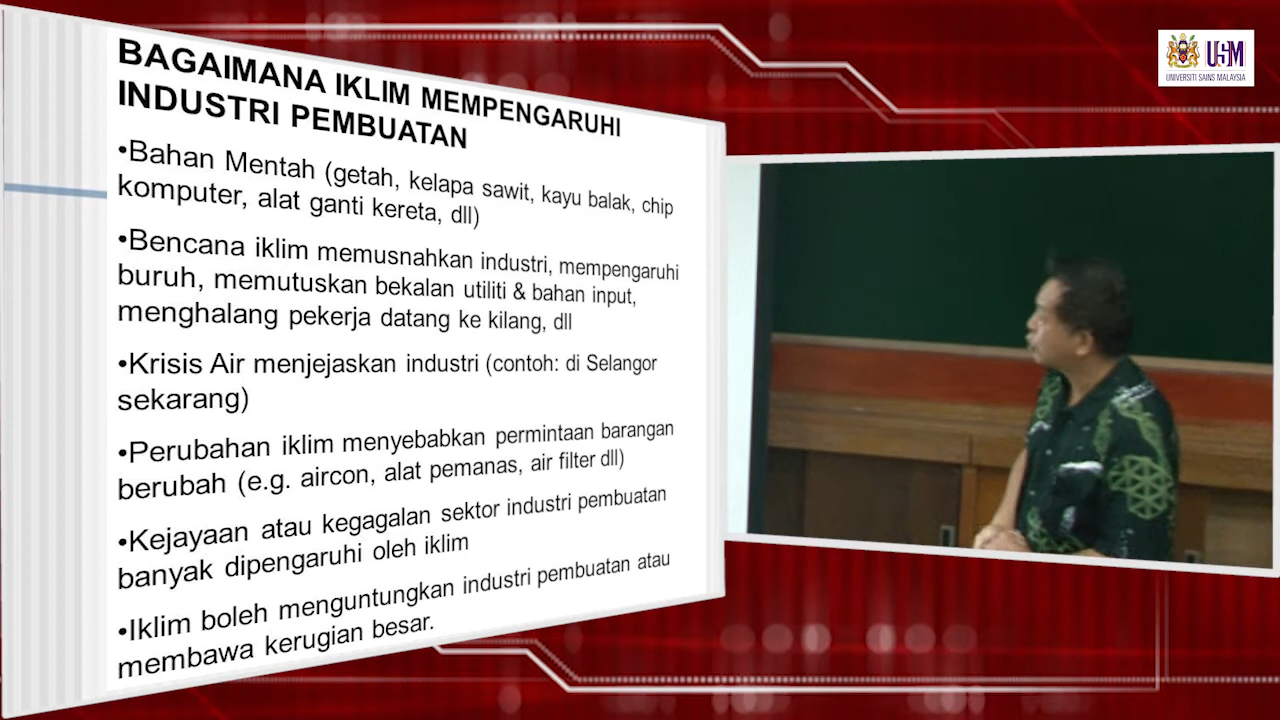 BAGAIMANA IKLIM MEMPENGARUHI
INDUSTRI PEMBUATAN
•Bahan Mentah (getah, kelapa sawit, kayu balak, chip
komputer, alat ganti kereta, dll)
•Bencana iklim memusnahkan industri, mempengaruhi
buruh, memutuskan bekalan utiliti & bahan input,
menghalang pekerja datang ke kilang, dll
•Krisis Air menjejaskan industri (contoh: di Selangor
sekarang)
•Perubahan iklim menyebabkan permintaan barangan
berubah (e.g. aircon, alat pemanas, air filter dll)
•Kejayaan atau kegagalan sektor industri pembuatan
banyak dipengaruhi oleh iklim
•Iklim boleh menguntungkan industri pembuatan atau
membawa kerugian besar.
USM
UNIVERSITI SAINS MALAYSIA